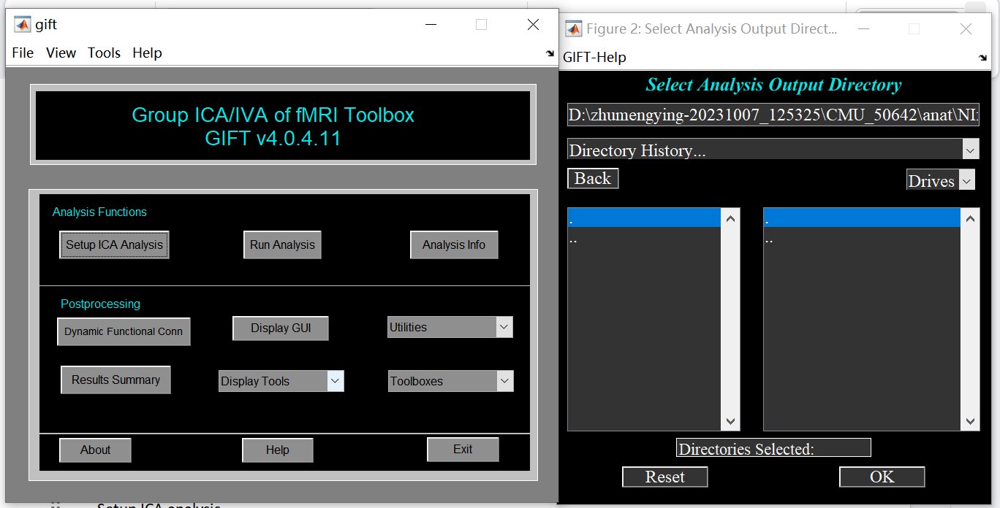 gift
File View Tools Help
Group ICA/IVA of fMRI Toolbox
GIFT v4.0.4.11
Analysis Functions
Setup ICA Analysis
Run Analysis
Analysis Info
Postprocessing
Dynamic Functional Conn
Display GUI
Utilities
Results Summary
Display Tools
Toolboxes
About
Help
Exit
Setup ICA analysis
Figure 2: Select Analysis Output Direct...
GIFT-Help
Select Analysis Output Directory
D:\zhumengying-20231007_125325\CMU_50642\anat\NI
Directory History...
Back
Drives
.
..
.
..
Directories Selected:
Reset
OK